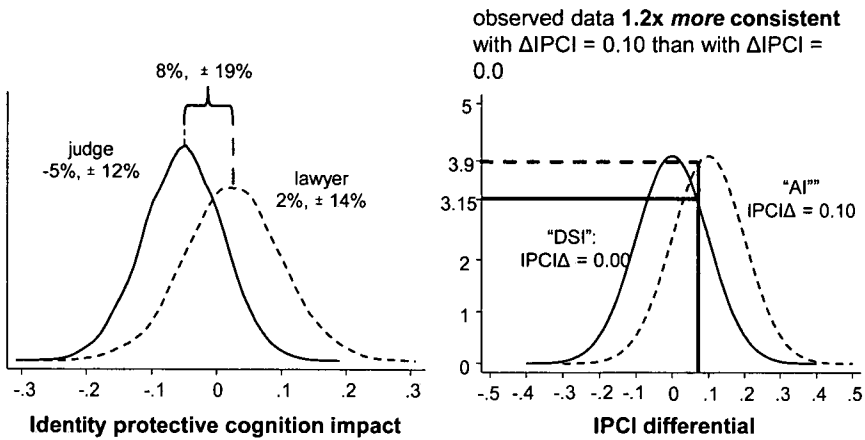 observed data 1.2x more consistent
with ΔIPCI = 0.10 than with ΔIPCI =
0.0
8%, ± 19%
judge
-5%, ± 12%
lawyer
2%, ± 14%
-.3 -.2 -.1 0 0.1 0.2 .3
Identity protective cognition impact
5
3.9
3.15
2
1
0
"AI""
IPCIΔ = 0.10
"DSI":
IPCIΔ = 0.00
-.5 -.4 -.3 -.2 -.1 0 .1 .2 .3 .4 .5
IPCI differential